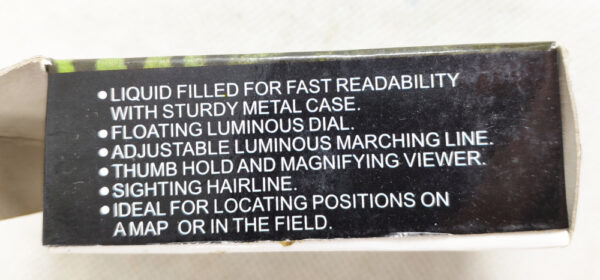 • LIQUID FILLED FOR FAST READABILITY
WITH STURDY METAL CASE.
• FLOATING LUMINOUS DIAL.
• ADJUSTABLE LUMINOUS MARCHING LINE.
• THUMB HOLD AND MAGNIFYING VIEWER.
• SIGHTING HAIRLINE.
• IDEAL FOR LOCATING POSITIONS ON
A MAP OR IN THE FIELD.